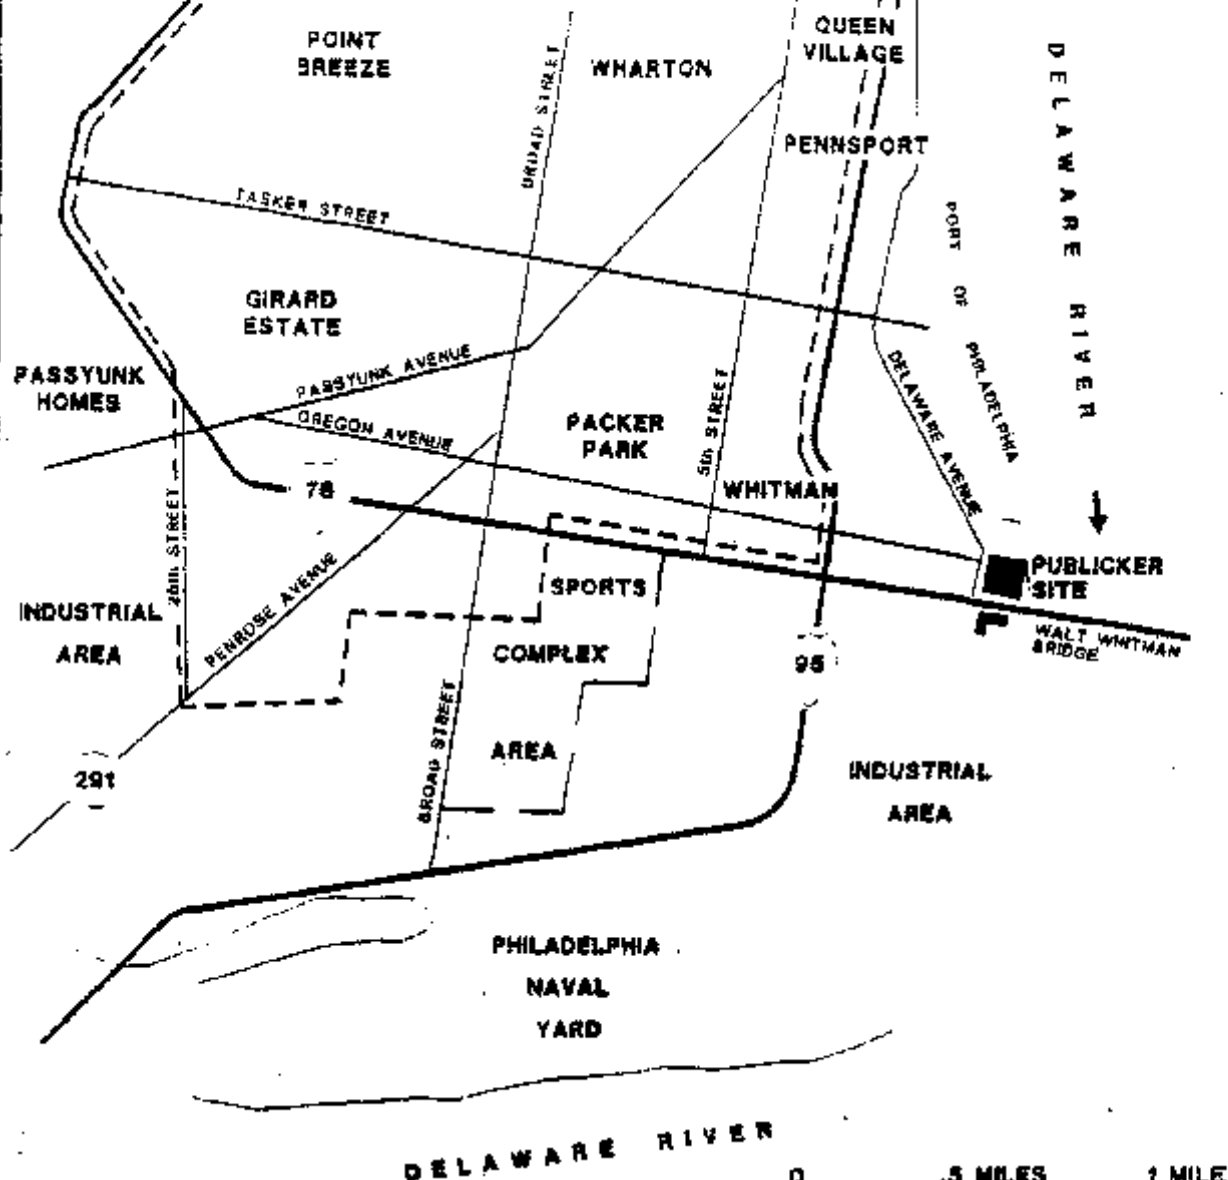 POINT
BREEZE
BROAD STREET
WHARTON
QUEEN
VILLAGE
PENNSPORT
DELAWARE RIVER
TASKER STREET
PORT OF PHILADELPHIA
GIRARD
ESTATE
PASSYUNK
HOMES
PASSYUNK AVENUE
OREGON AVENUE
PACKER
PARK
5th STREET
DELAWARE AVENUE
WHITMAN
76
26th STREET
PENROSE AVENUE
INDUSTRIAL
AREA
SPORTS
COMPLEX
AREA
PUBLICKER
SITE
WALT WHITMAN
BRIDGE
95
BROAD STREET
291
INDUSTRIAL
AREA
PHILADELPHIA
NAVAL
YARD
DELAWARE RIVER
0 .5 MILES 1 MILE